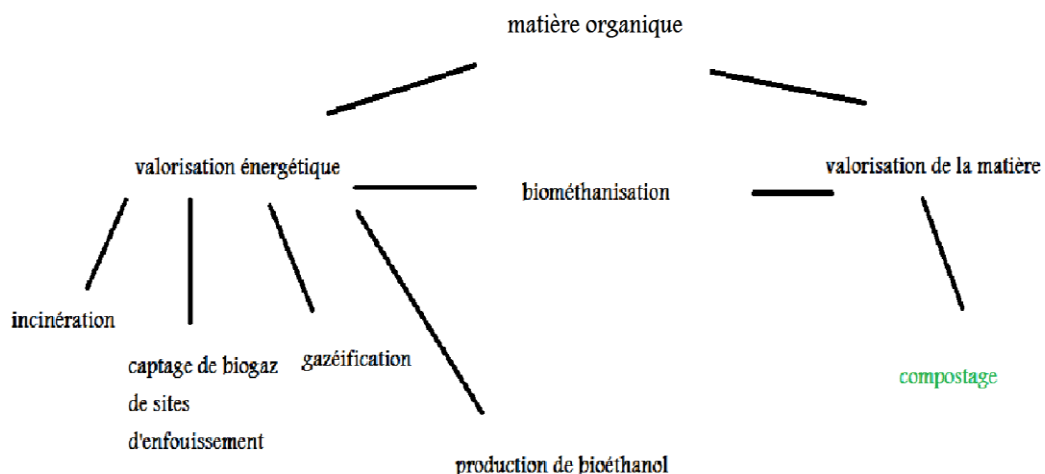 matière organique
valorisation énergétique
biométhanisation
valorisation de la matière
incinération
captage de biogaz
de sites
d'enfouissement
gazéification
compostage
production de bioéthanol